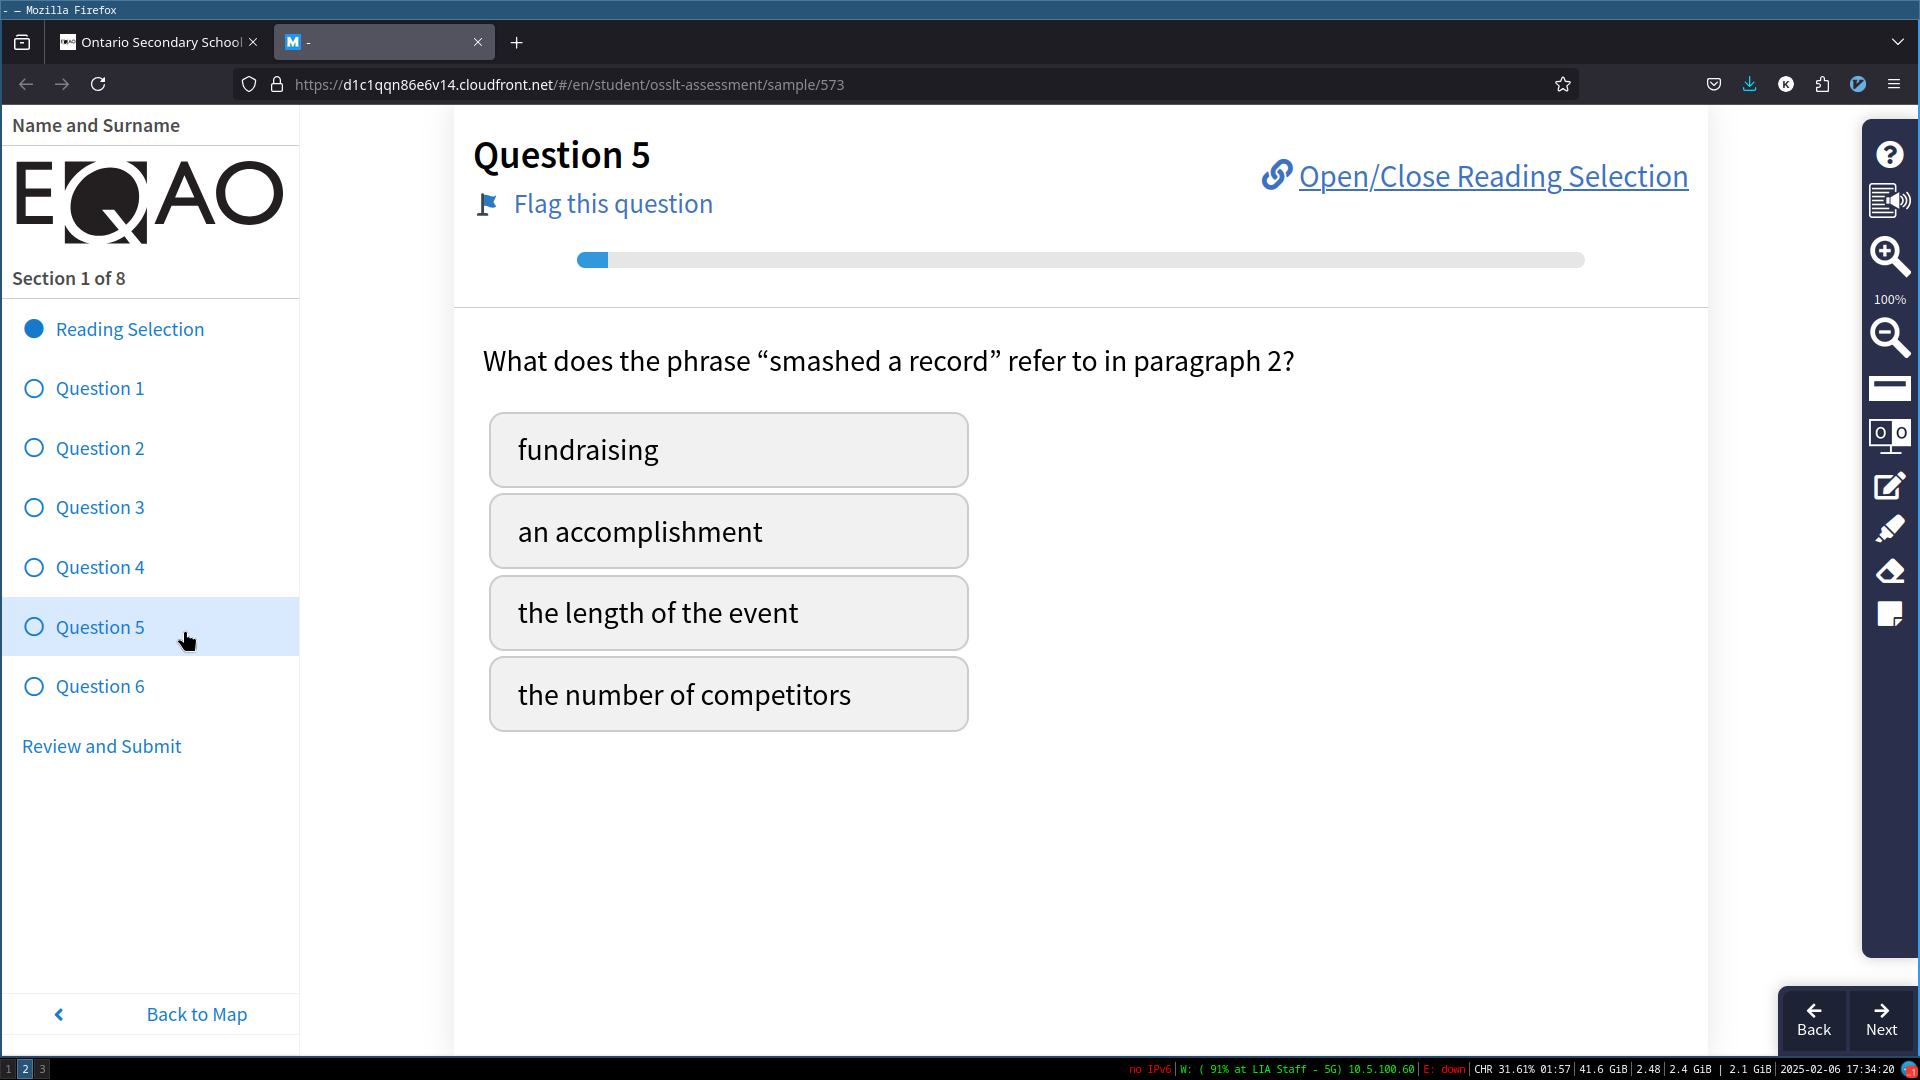 - — Mozilla Firefox
EQAO Ontario Secondary School
M -
https://d1c1qqn86e6v14.cloudfront.net/#/en/student/osslt-assessment/sample/573
K
Name and Surname
EQAO
Section 1 of 8
Reading Selection
Question 1
Question 2
Question 3
Question 4
Question 5
Question 6
Review and Submit
Back to Map
Question 5
Flag this question
Open/Close Reading Selection
What does the phrase “smashed a record” refer to in paragraph 2?
fundraising
an accomplishment
the length of the event
the number of competitors
?
100%
O O
Back
Next
1 2 3
no IPv6 | W: ( 91% at LIA Staff - 5G) 10.5.100.60 | E: down | CHR 31.61% 01:57 | 41.6 GiB | 2.48 | 2.4 GiB | 2.1 GiB | 2025-02-06 17:34:20